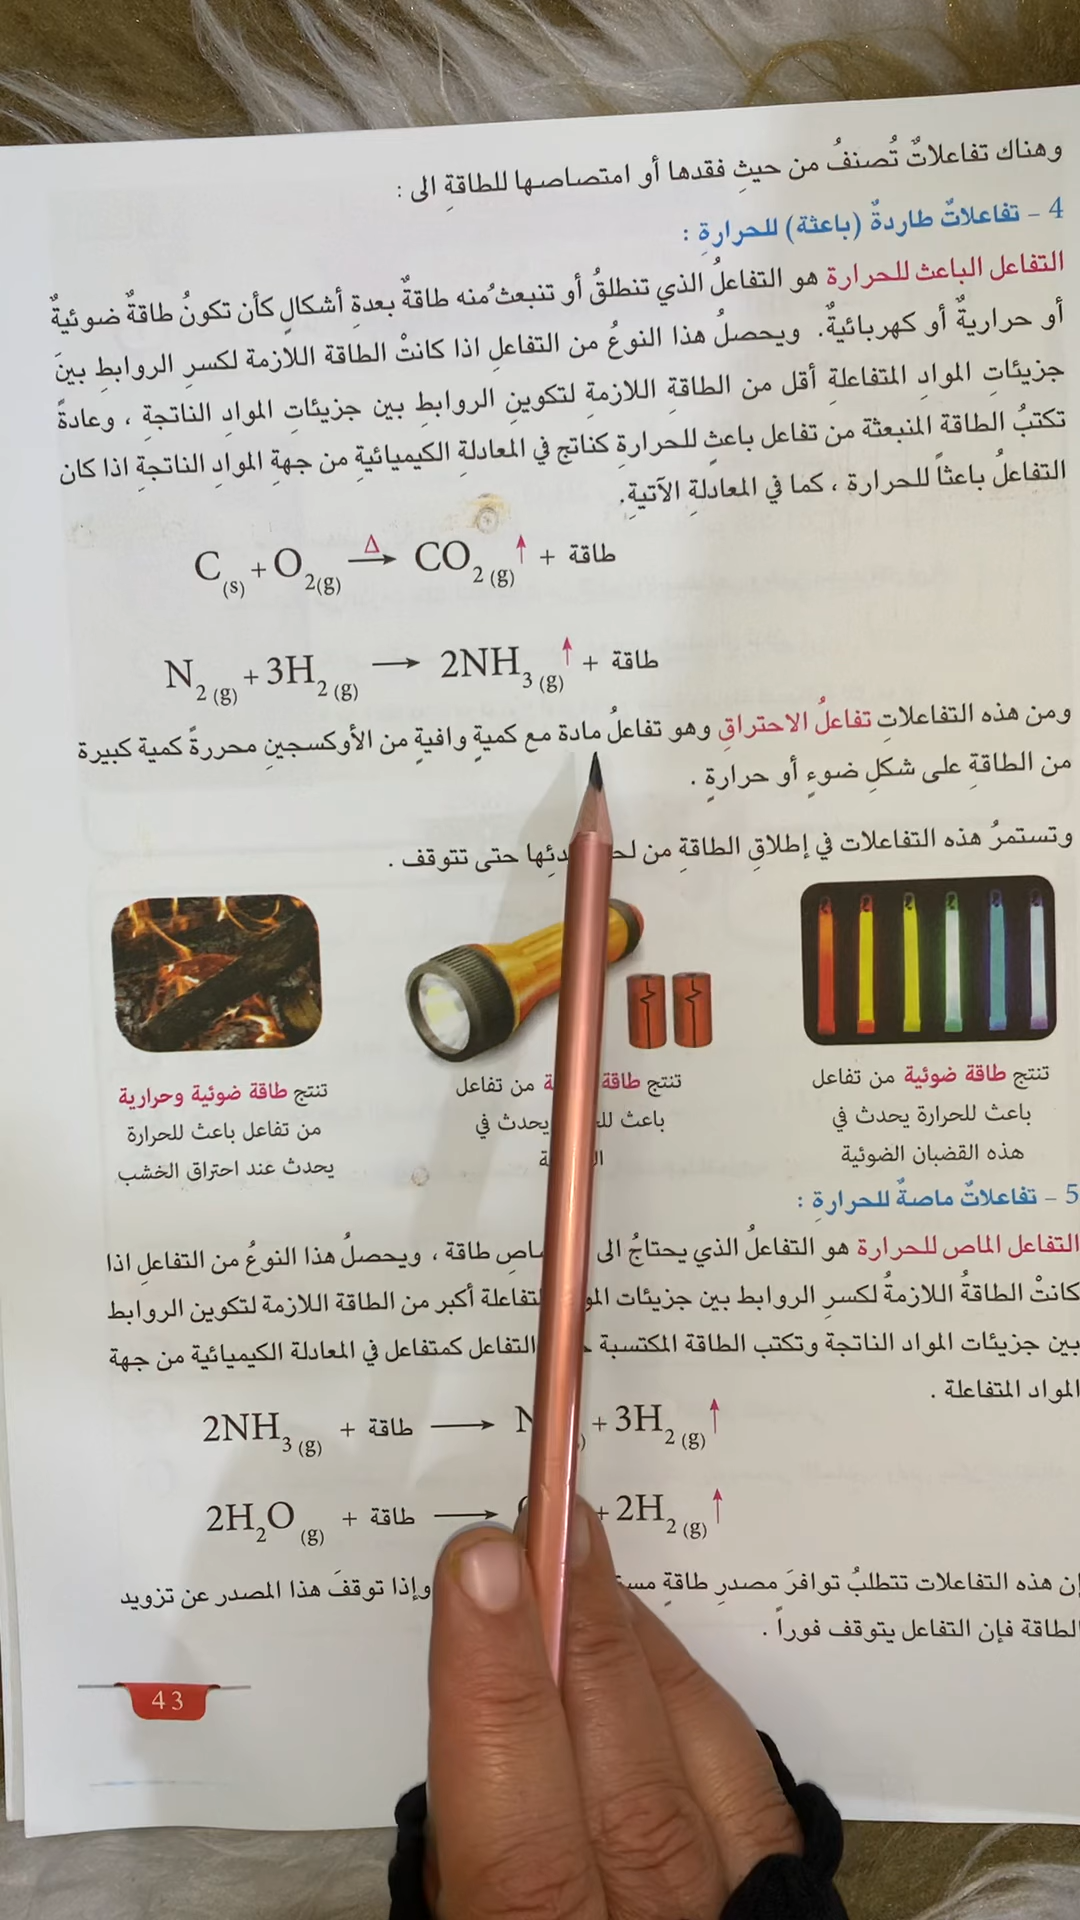 وهناك تفاعلاتٌ تُصنفُ من حيثِ فقدها أو امتصاصها للطاقةِ الى :
4 - تفاعلاتٌ طاردةٌ (باعثة) للحرارةِ :
التفاعل الباعث للحرارة هو التفاعلُ الذي تنطلقُ أو تنبعث ُمنه طاقةٌ بعدةِ أشكالٍ كأن تكونُ طاقةٌ ضوئيةٌ
أو حراريةٌ أو كهربائيةٌ. ويحصلُ هذا النوعُ من التفاعلِ اذا كانتْ الطاقة اللازمة لكسرِ الروابطِ بينَ
جزيئاتِ الموادِ المتفاعلةِ أقل من الطاقةِ اللازمةِ لتكوينِ الروابطِ بين جزيئاتِ الموادِ الناتجةِ ، وعادةً
تكتبُ الطاقة المنبعثة من تفاعل باعثٍ للحرارةِ كناتج في المعادلةِ الكيميائيةِ من جهةِ الموادِ الناتجةِ اذا كان
التفاعلُ باعثاً للحرارة ، كما في المعادلةِ الآتيةِ.
C(s) + O2(g) Δ→ CO2 (g)↑ + طاقة
N2 (g) + 3H2 (g) → 2NH3 (g)↑ + طاقة
ومن هذه التفاعلاتِ تفاعلُ الاحتراقِ وهو تفاعلُ مادة مع كميةٍ وافيةٍ من الأوكسجينِ محررةً كمية كبيرة
من الطاقةِ على شكلِ ضوءٍ أو حرارةٍ .
وتستمرُ هذه التفاعلات في إطلاقِ الطاقةِ من حتى تتوقف .
تنتج طاقة ضوئية من تفاعل
باعث للحرارة يحدث في
هذه القضبان الضوئية
تنتج طاقة من تفاعل
باعث يحدث في
تنتج طاقة ضوئية وحرارية
من تفاعل باعث للحرارة
يحدث عند احتراق الخشب
5 - تفاعلاتٌ ماصةٌ للحرارةِ :
التفاعل الماص للحرارة هو التفاعلُ الذي يحتاجُ الى طاقة ، ويحصلُ هذا النوعُ من التفاعلِ اذا
كانتْ الطاقةُ اللازمةُ لكسرِ الروابط بين جزيئات أكبر من الطاقة اللازمة لتكوين الروابط
بين جزيئات المواد الناتجة وتكتب الطاقة المكتسبة التفاعل كمتفاعل في المعادلة الكيميائية من جهة
المواد المتفاعلة .
2NH3 (g) + طاقة → + 3H2 (g)↑
2H2O (g) + طاقة → + 2H2 (g)↑
إن هذه التفاعلات تتطلبُ توافرَ مصدرِ طاقةٍ وإذا توقفَ هذا المصدر عن تزويد
الطاقة فإن التفاعل يتوقف فوراً .
43